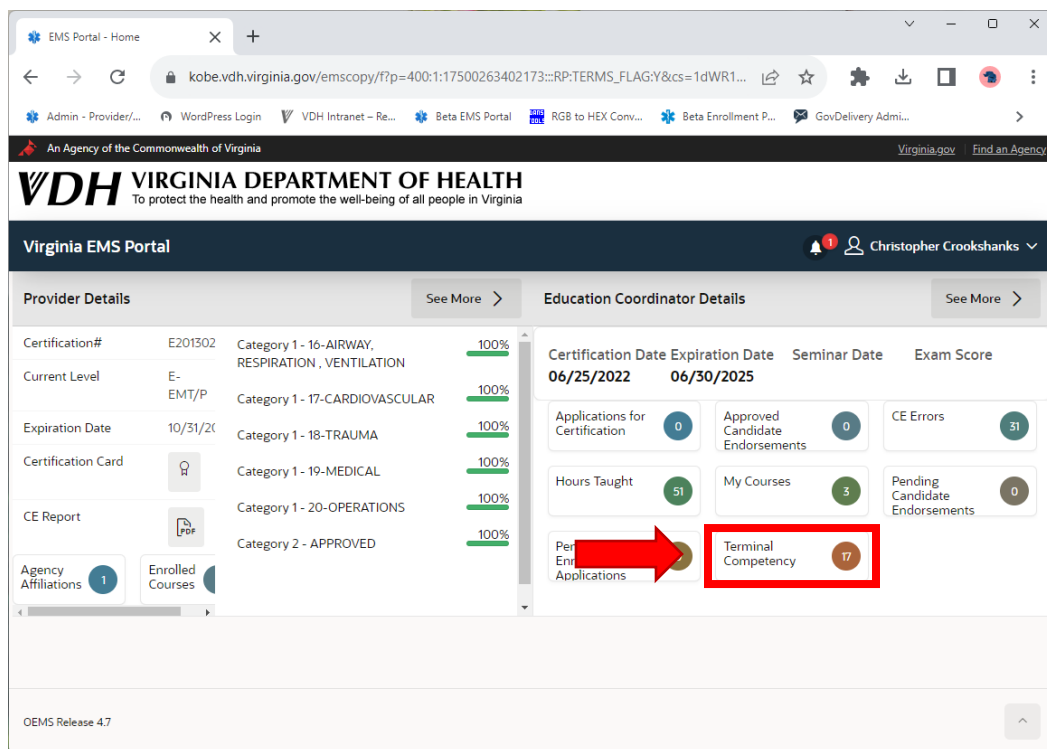 EMS Portal - Home
kobe.vdh.virginia.gov/emscopy/f?p=400:1:17500263402173:::RP:TERMS_FLAG:Y&cs=1dWR1...
Admin - Provider/... WordPress Login VDH Intranet – Re... Beta EMS Portal RGB to HEX Conv... Beta Enrollment P... GovDelivery Admi...
An Agency of the Commonwealth of Virginia Virginia.gov Find an Agency
VDH VIRGINIA DEPARTMENT OF HEALTH
To protect the health and promote the well-being of all people in Virginia
Virginia EMS Portal 1 Christopher Crookshanks
Provider Details See More
Certification# E201302
Current Level E-
EMT/P
Expiration Date 10/31/20
Certification Card
CE Report PDF
Agency
Affiliations 1
Enrolled
Courses
Category 1 - 16-AIRWAY, 100%
RESPIRATION , VENTILATION
Category 1 - 17-CARDIOVASCULAR 100%
Category 1 - 18-TRAUMA 100%
Category 1 - 19-MEDICAL 100%
Category 1 - 20-OPERATIONS 100%
Category 2 - APPROVED 100%
Education Coordinator Details See More
Certification Date Expiration Date Seminar Date Exam Score
06/25/2022 06/30/2025
Applications for
Certification 0
Approved
Candidate
Endorsements 0
CE Errors 31
Hours Taught 51
My Courses 3
Pending
Candidate
Endorsements 0
Applications
Terminal
Competency 17
OEMS Release 4.7